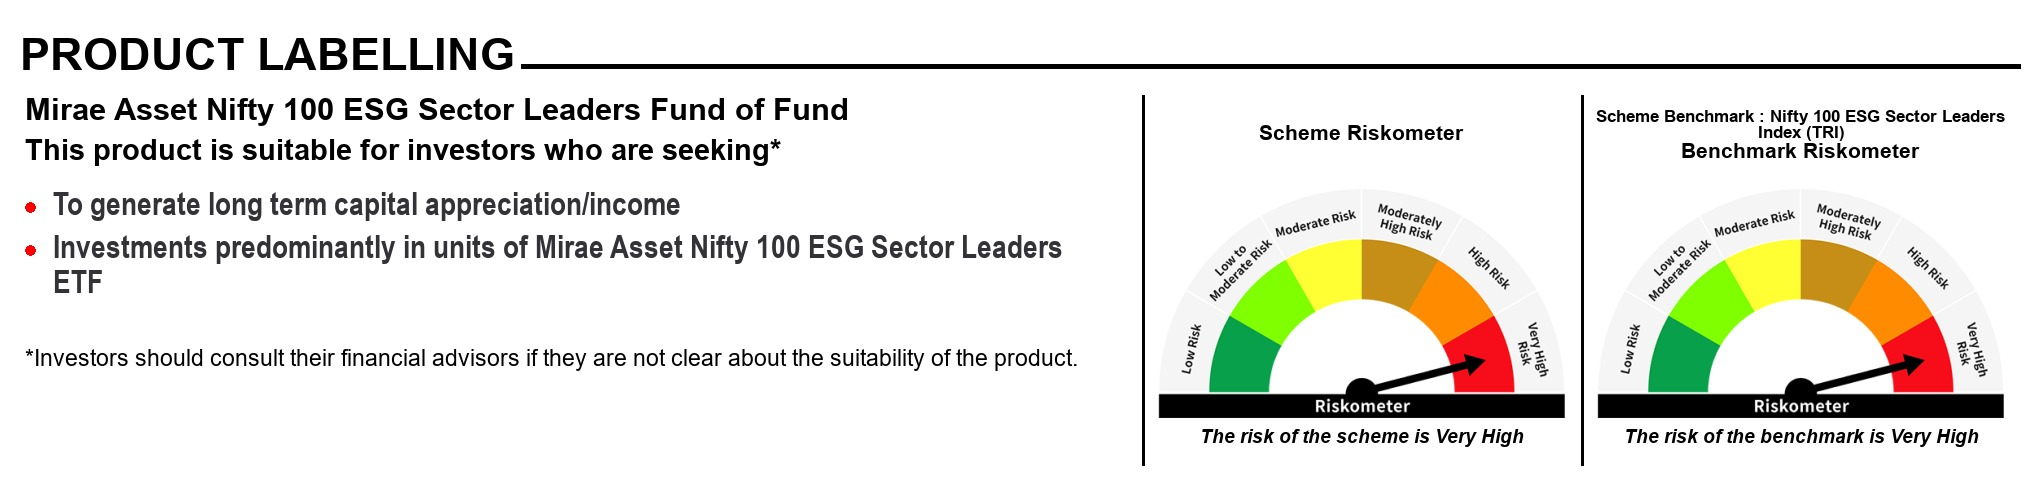 PRODUCT LABELLING
Mirae Asset Nifty 100 ESG Sector Leaders Fund of Fund
This product is suitable for investors who are seeking*
To generate long term capital appreciation/income
Investments predominantly in units of Mirae Asset Nifty 100 ESG Sector Leaders
ETF
*Investors should consult their financial advisors if they are not clear about the suitability of the product.
Scheme Riskometer
Low Risk
Low to
Moderate Risk
Moderate Risk
Moderately
High Risk
High Risk
Very High
Risk
Riskometer
The risk of the scheme is Very High
Scheme Benchmark : Nifty 100 ESG Sector Leaders
Index (TRI)
Benchmark Riskometer
Low Risk
Low to
Moderate Risk
Moderate Risk
Moderately
High Risk
High Risk
Very High
Risk
Riskometer
The risk of the benchmark is Very High